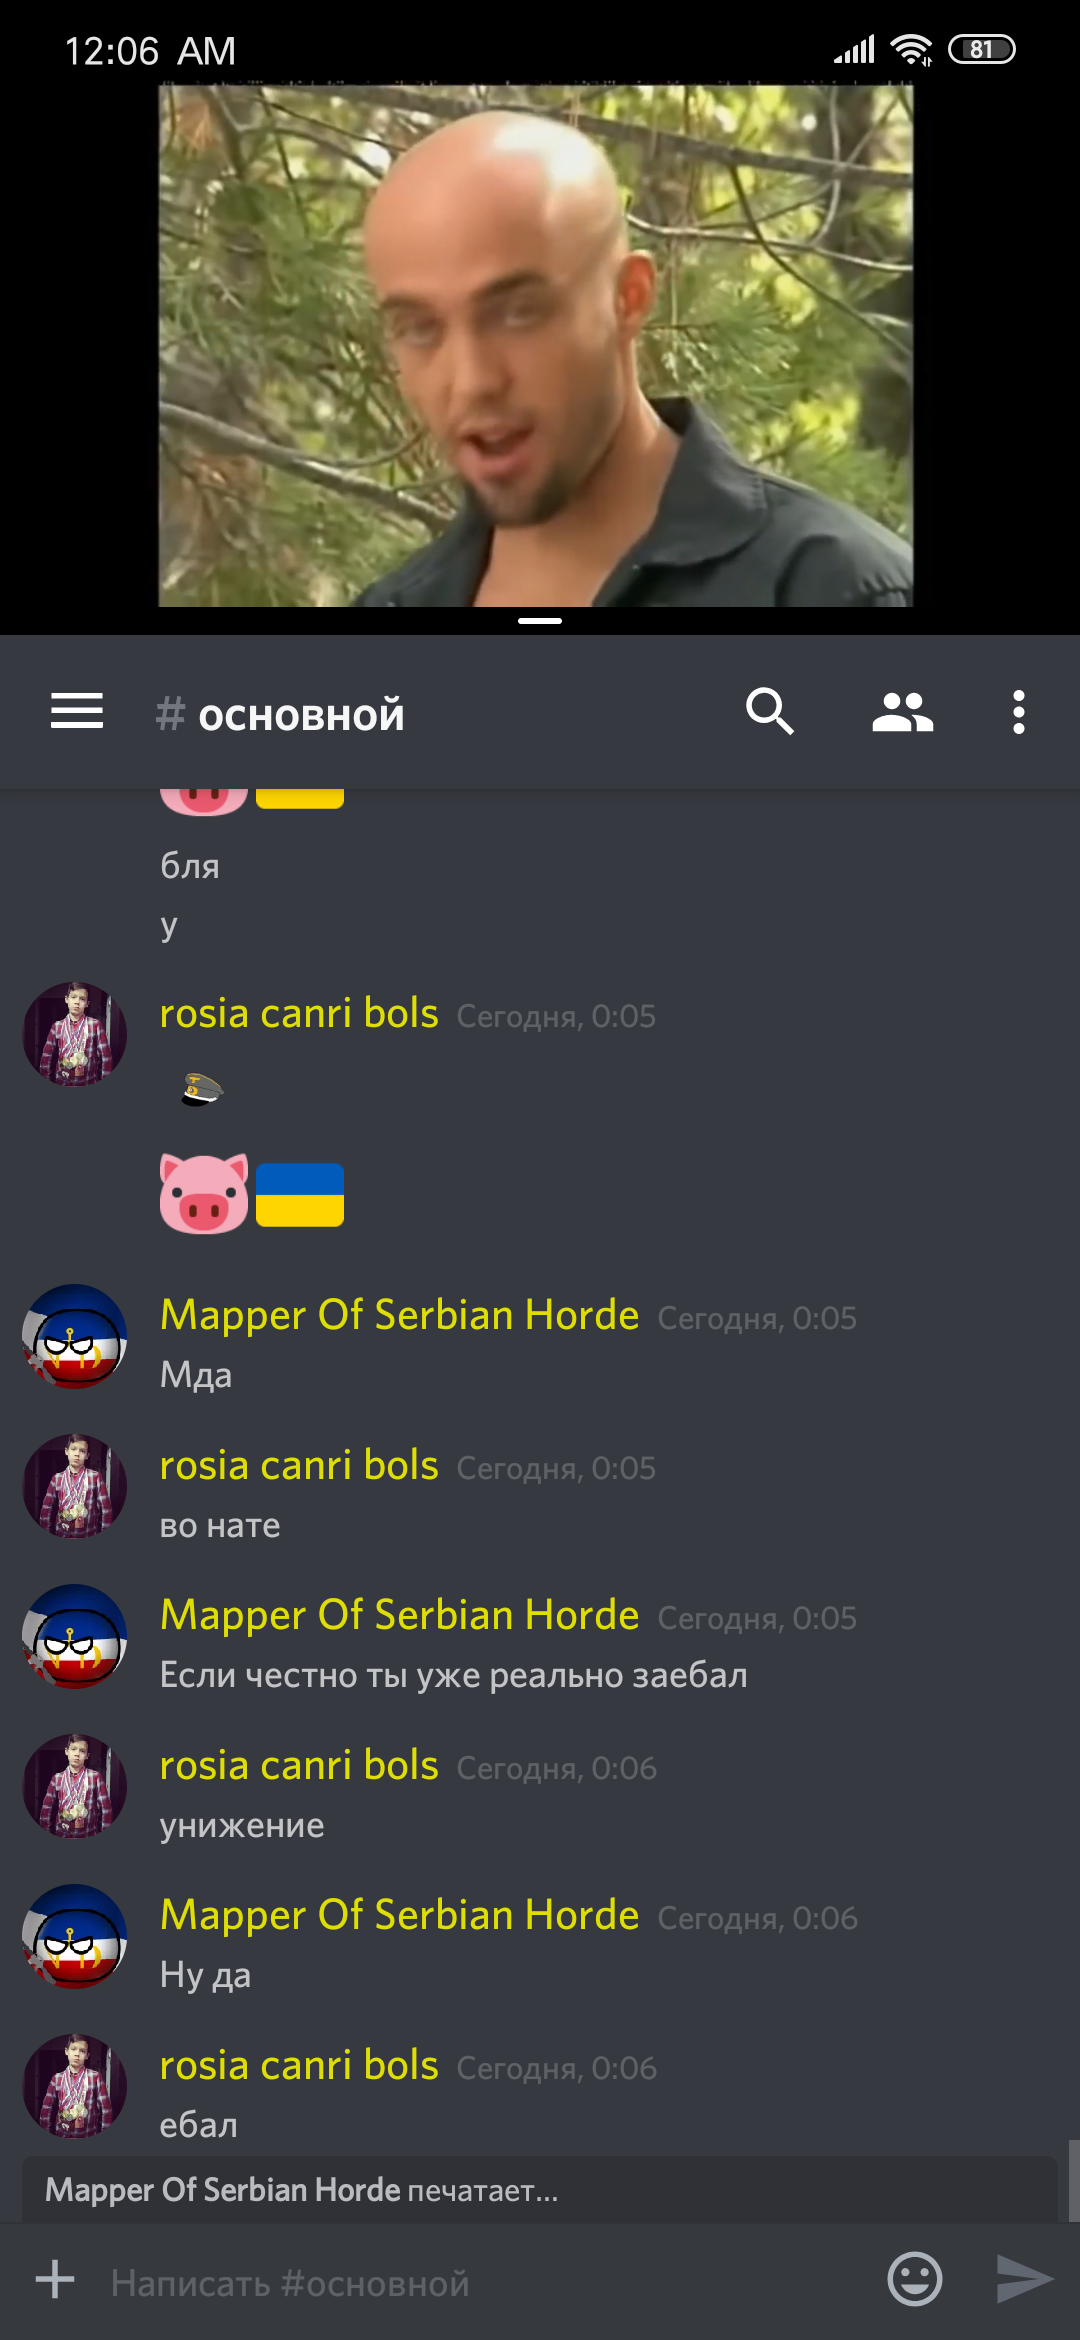 12:06 AM
81
# основной
бля
у
rosia canri bols Сегодня, 0:05
Mapper Of Serbian Horde Сегодня, 0:05
Мда
rosia canri bols Сегодня, 0:05
во нате
Mapper Of Serbian Horde Сегодня, 0:05
Если честно ты уже реально заебал
rosia canri bols Сегодня, 0:06
унижение
Mapper Of Serbian Horde Сегодня, 0:06
Ну да
rosia canri bols Сегодня, 0:06
ебал
Mapper Of Serbian Horde печатает...
Написать #основной